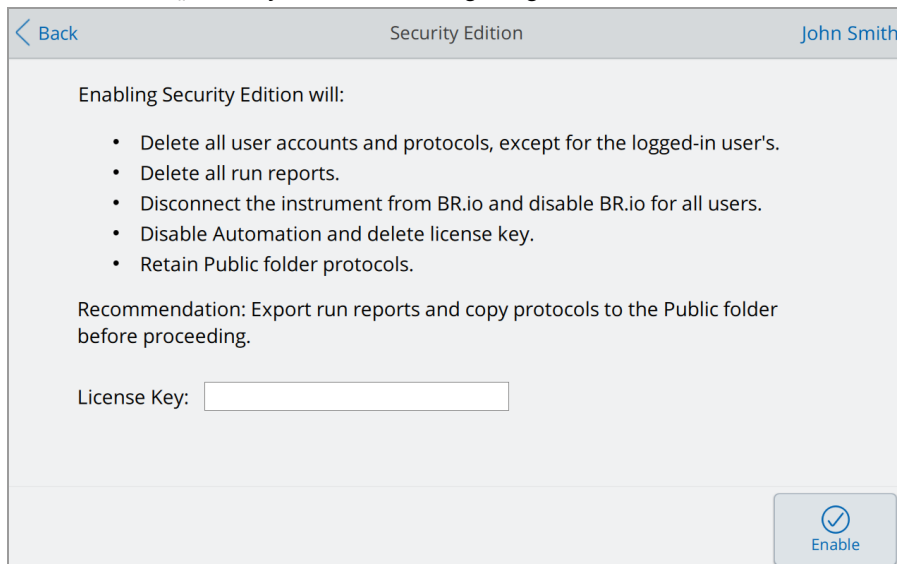 Back Security Edition John Smith
Enabling Security Edition will:
• Delete all user accounts and protocols, except for the logged-in user's.
• Delete all run reports.
• Disconnect the instrument from BR.io and disable BR.io for all users.
• Disable Automation and delete license key.
• Retain Public folder protocols.
Recommendation: Export run reports and copy protocols to the Public folder
before proceeding.
License Key:
Enable